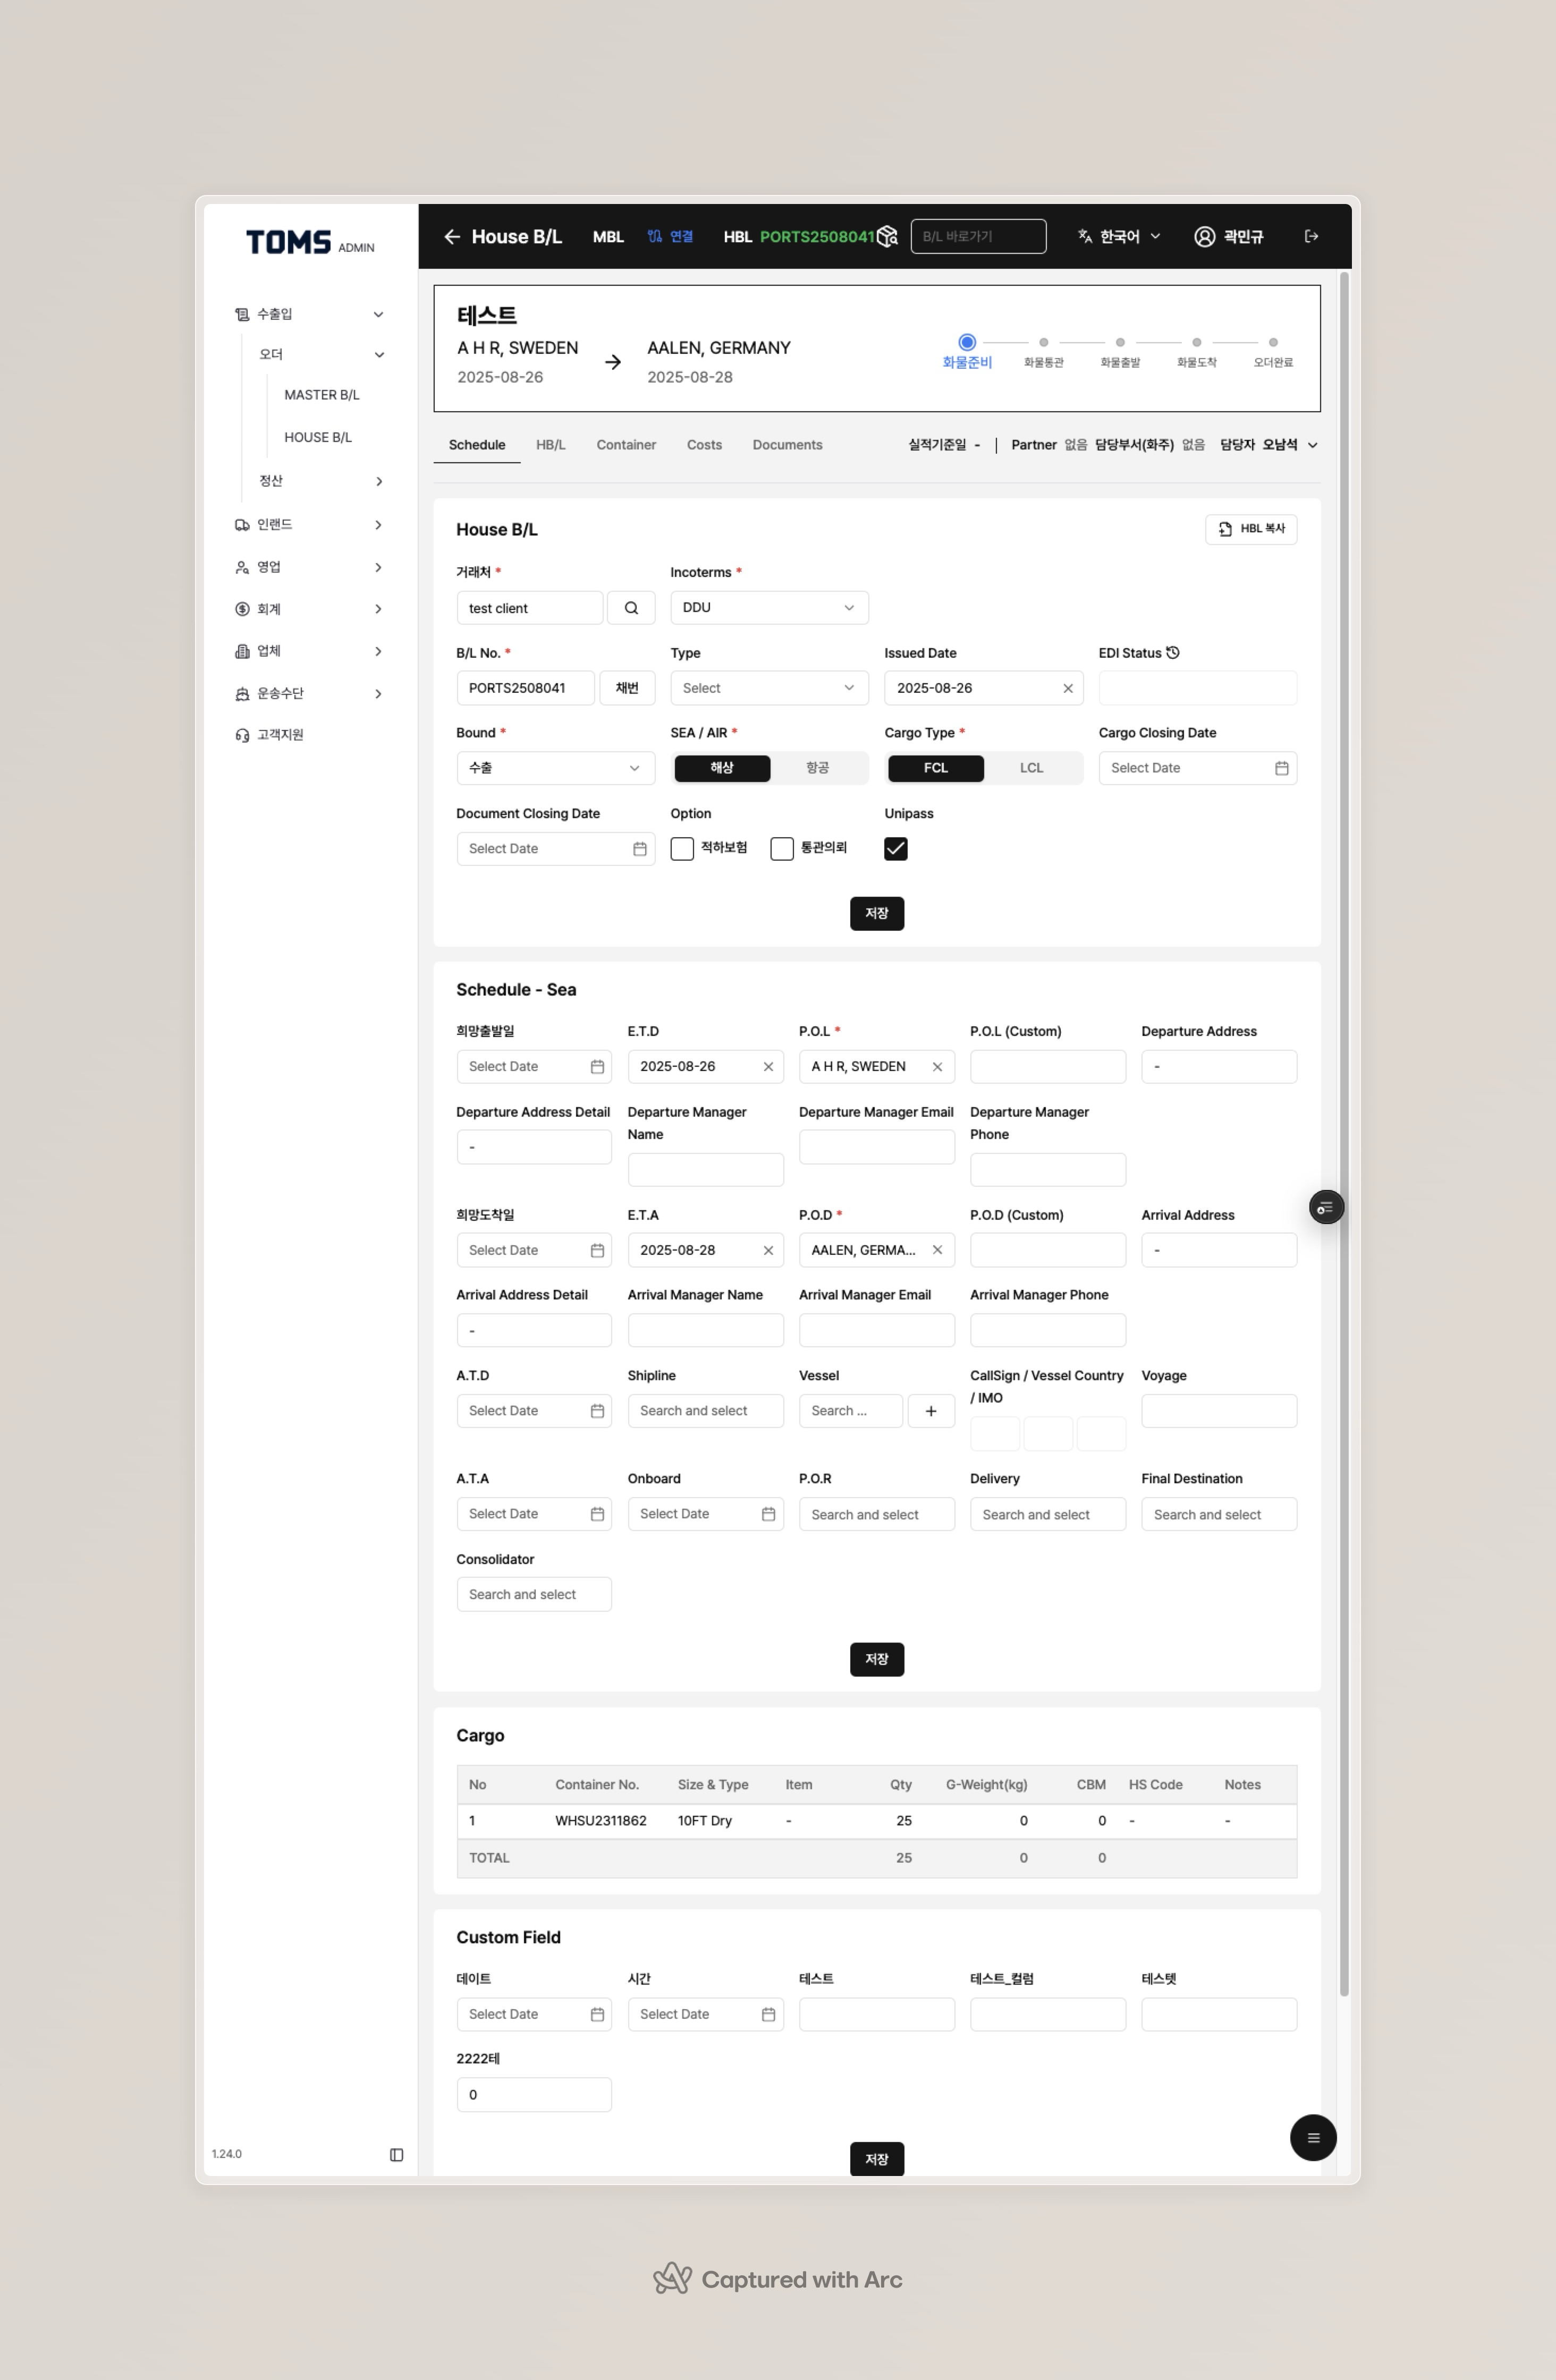 TOMS ADMIN
수출입
오더
MASTER B/L
HOUSE B/L
정산
인랜드
영업
회계
업체
운송수단
고객지원
1.24.0
House B/L MBL 연결 HBL PORTS2508041 B/L 바로가기 한국어 곽민규
테스트
A H R, SWEDEN AALEN, GERMANY
2025-08-26 2025-08-28
화물준비 화물통관 화물출발 화물도착 오더완료
Schedule HB/L Container Costs Documents 실적기준일 - | Partner 없음 담당부서(화주) 없음 담당자 오남석
House B/L HBL 복사
거래처 * Incoterms *
test client DDU
B/L No. * Type Issued Date EDI Status
PORTS2508041 채번 Select 2025-08-26
Bound * SEA / AIR * Cargo Type * Cargo Closing Date
수출 해상 항공 FCL LCL Select Date
Document Closing Date Option Unipass
Select Date 적하보험 통관의뢰
저장
Schedule - Sea
희망출발일 E.T.D P.O.L * P.O.L (Custom) Departure Address
Select Date 2025-08-26 A H R, SWEDEN -
Departure Address Detail Departure Manager Name Departure Manager Email Departure Manager Phone
-
희망도착일 E.T.A P.O.D * P.O.D (Custom) Arrival Address
Select Date 2025-08-28 AALEN, GERMA... -
Arrival Address Detail Arrival Manager Name Arrival Manager Email Arrival Manager Phone
-
A.T.D Shipline Vessel CallSign / Vessel Country / IMO Voyage
Select Date Search and select Search ... +
A.T.A Onboard P.O.R Delivery Final Destination
Select Date Select Date Search and select Search and select Search and select
Consolidator
Search and select
저장
Cargo
No Container No. Size & Type Item Qty G-Weight(kg) CBM HS Code Notes
1 WHSU2311862 10FT Dry - 25 0 0 - -
TOTAL 25 0 0
Custom Field
데이트 시간 테스트 테스트_컬럼 테스텟
Select Date Select Date
2222테
0
저장
Captured with Arc